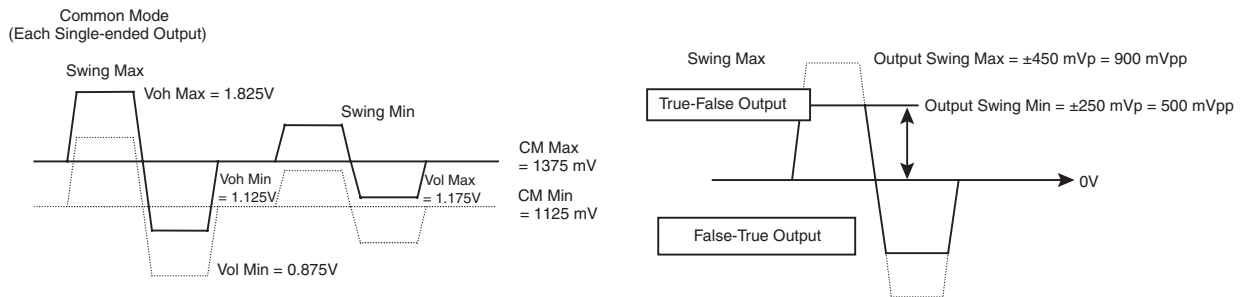 Common Mode
(Each Single-ended Output)
Swing Max
Voh Max = 1.825V
Swing Min
CM Max
= 1375 mV
Voh Min
= 1.125V
Vol Max
= 1.175V
CM Min
= 1125 mV
Vol Min = 0.875V
Swing Max
Output Swing Max = ±450 mVp = 900 mVpp
True-False Output
Output Swing Min = ±250 mVp = 500 mVpp
0V
False-True Output